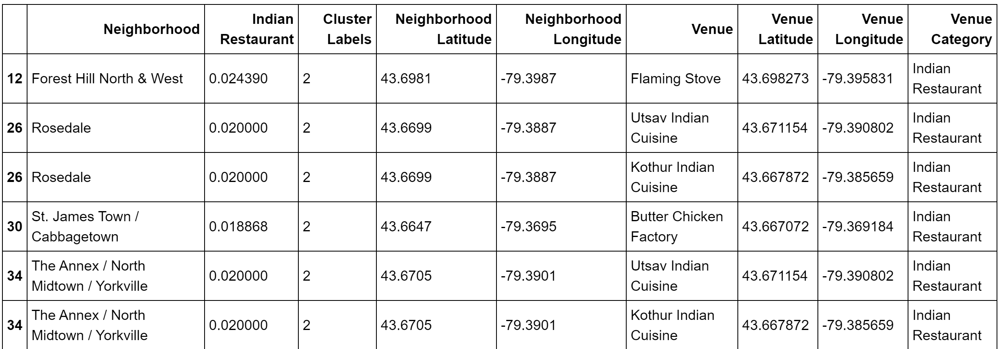 Neighborhood Indian Restaurant Cluster Labels Neighborhood Latitude Neighborhood Longitude Venue Venue Latitude Venue Longitude Venue Category
12 Forest Hill North & West 0.024390 2 43.6981 -79.3987 Flaming Stove 43.698273 -79.395831 Indian Restaurant
26 Rosedale 0.020000 2 43.6699 -79.3887 Utsav Indian Cuisine 43.671154 -79.390802 Indian Restaurant
26 Rosedale 0.020000 2 43.6699 -79.3887 Kothur Indian Cuisine 43.667872 -79.385659 Indian Restaurant
30 St. James Town / Cabbagetown 0.018868 2 43.6647 -79.3695 Butter Chicken Factory 43.667072 -79.369184 Indian Restaurant
34 The Annex / North Midtown / Yorkville 0.020000 2 43.6705 -79.3901 Utsav Indian Cuisine 43.671154 -79.390802 Indian Restaurant
34 The Annex / North Midtown / Yorkville 0.020000 2 43.6705 -79.3901 Kothur Indian Cuisine 43.667872 -79.385659 Indian Restaurant